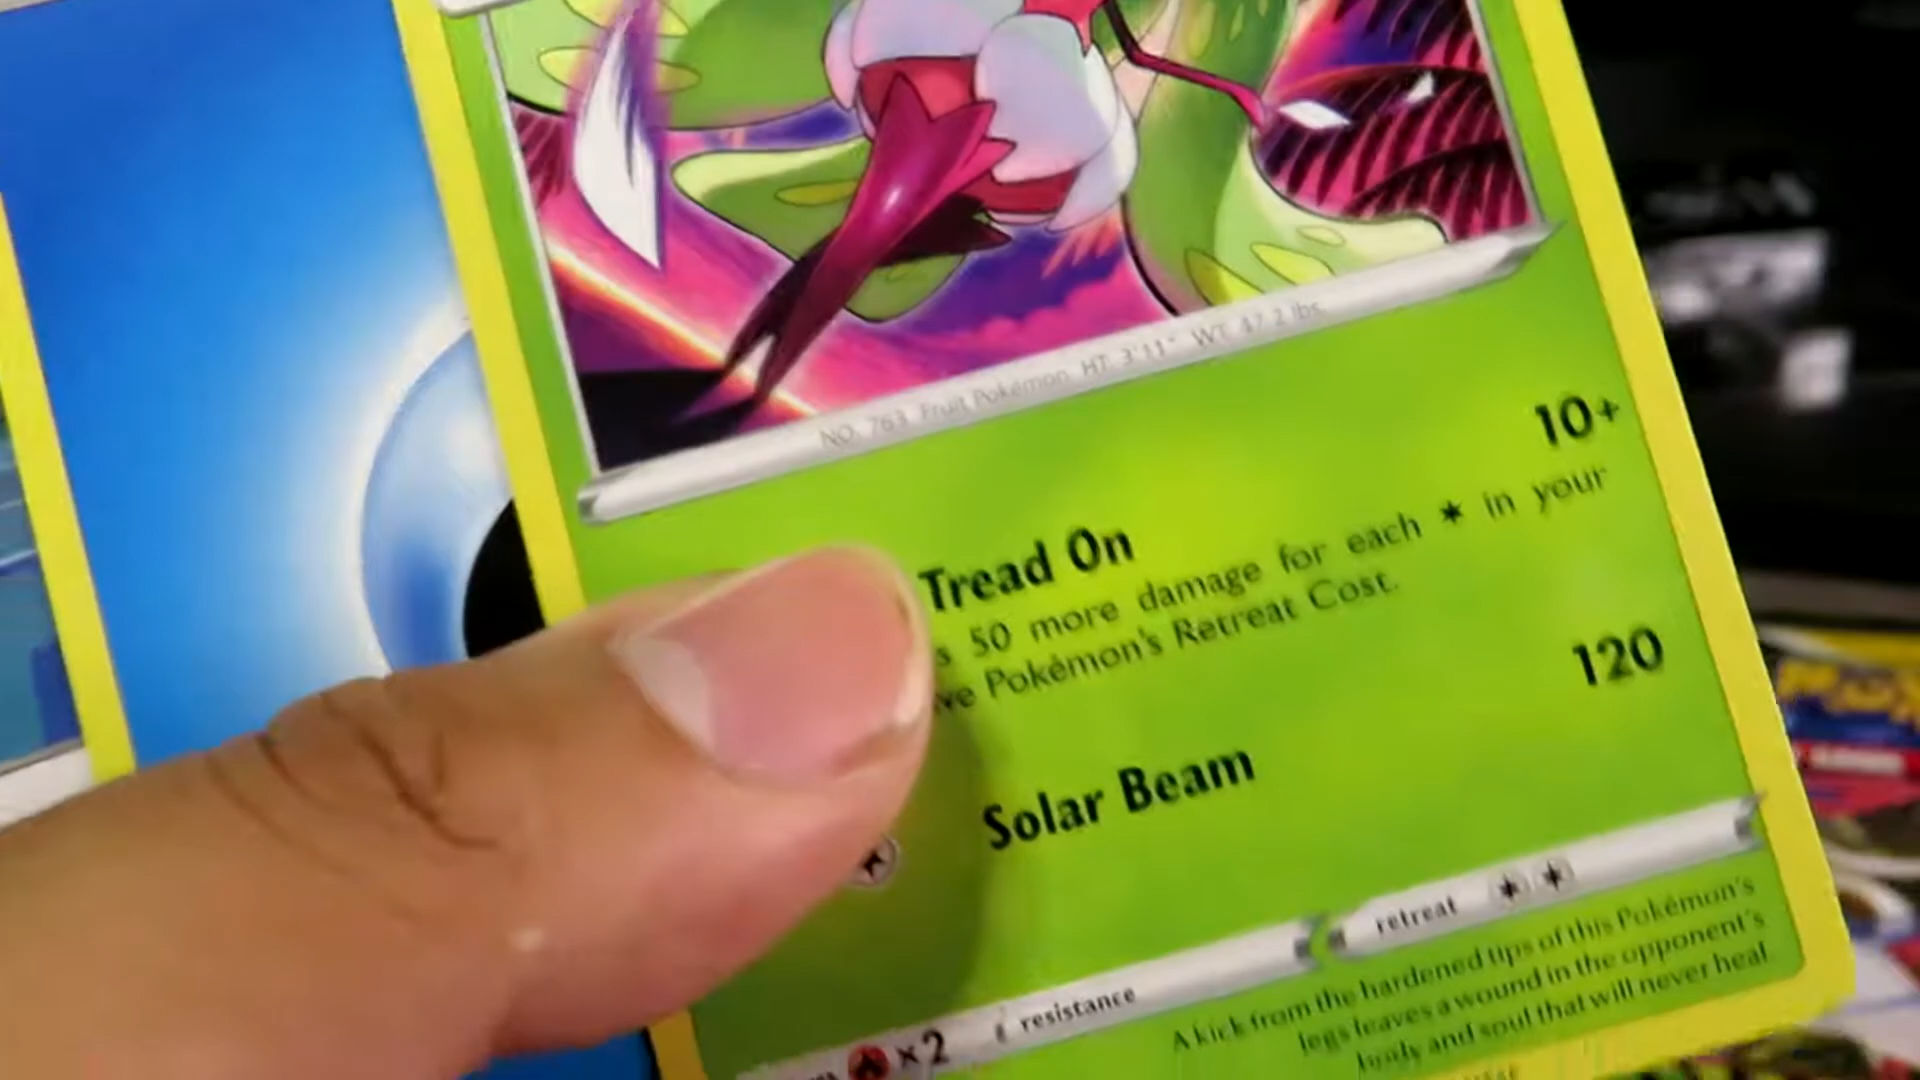 NO. 763 Fruit Pokémon HT: 3'11" WT: 47.2 lbs.
Tread On 10+
50 more damage for each in your
Pokémon's Retreat Cost.
Solar Beam 120
×2 resistance retreat
A kick from the hardened tips of this Pokémon's
legs leaves a wound in the opponent's
body and soul that will never heal.